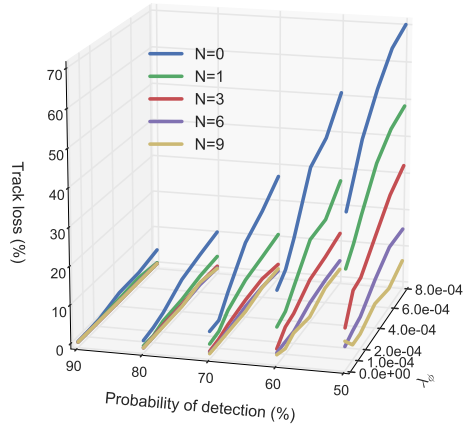 70
60
50
40
30
20
10
0
Track loss (%)
N=0
N=1
N=3
N=6
N=9
90
80
70
60
50
Probability of detection (%)
8.0e-04
6.0e-04
4.0e-04
2.0e-04
1.0e-04
0.0e+00
λφ